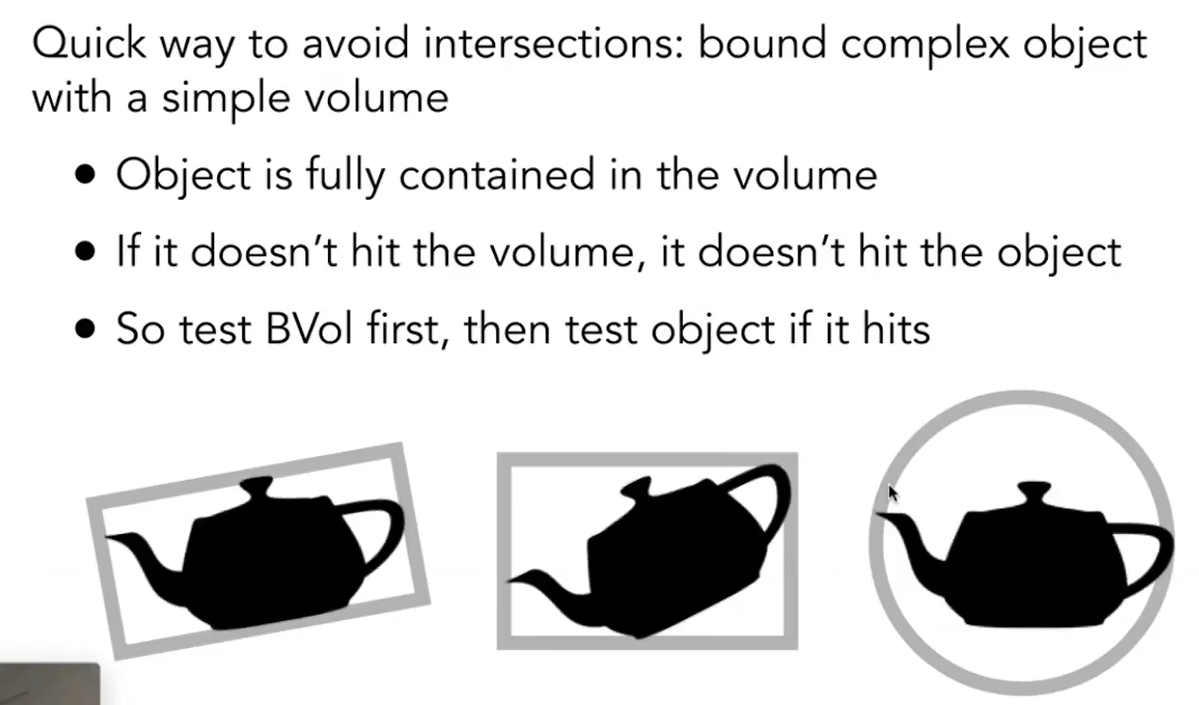 Quick way to avoid intersections: bound complex object
with a simple volume
• Object is fully contained in the volume
• If it doesn’t hit the volume, it doesn’t hit the object
• So test BVol first, then test object if it hits